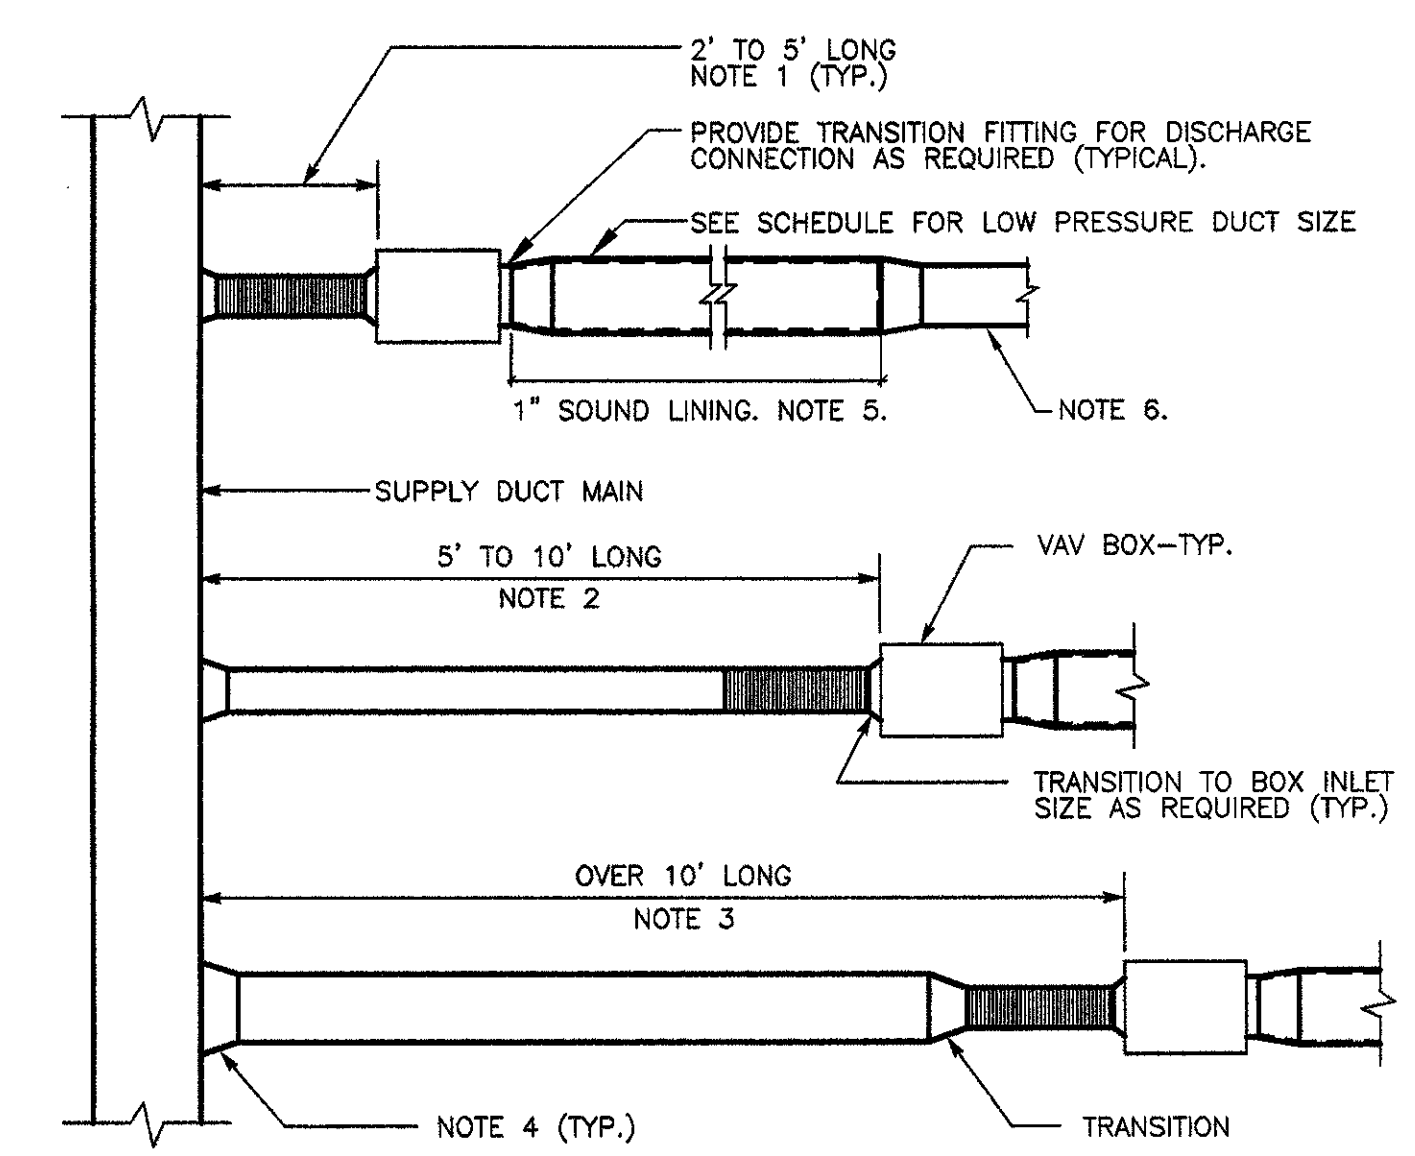 2' TO 5' LONG
NOTE 1 (TYP.)
PROVIDE TRANSITION FITTING FOR DISCHARGE
CONNECTION AS REQUIRED (TYPICAL).
SEE SCHEDULE FOR LOW PRESSURE DUCT SIZE
1" SOUND LINING. NOTE 5.
NOTE 6.
SUPPLY DUCT MAIN
5' TO 10' LONG
NOTE 2
VAV BOX-TYP.
TRANSITION TO BOX INLET
SIZE AS REQUIRED (TYP.)
OVER 10' LONG
NOTE 3
NOTE 4 (TYP.)
TRANSITION